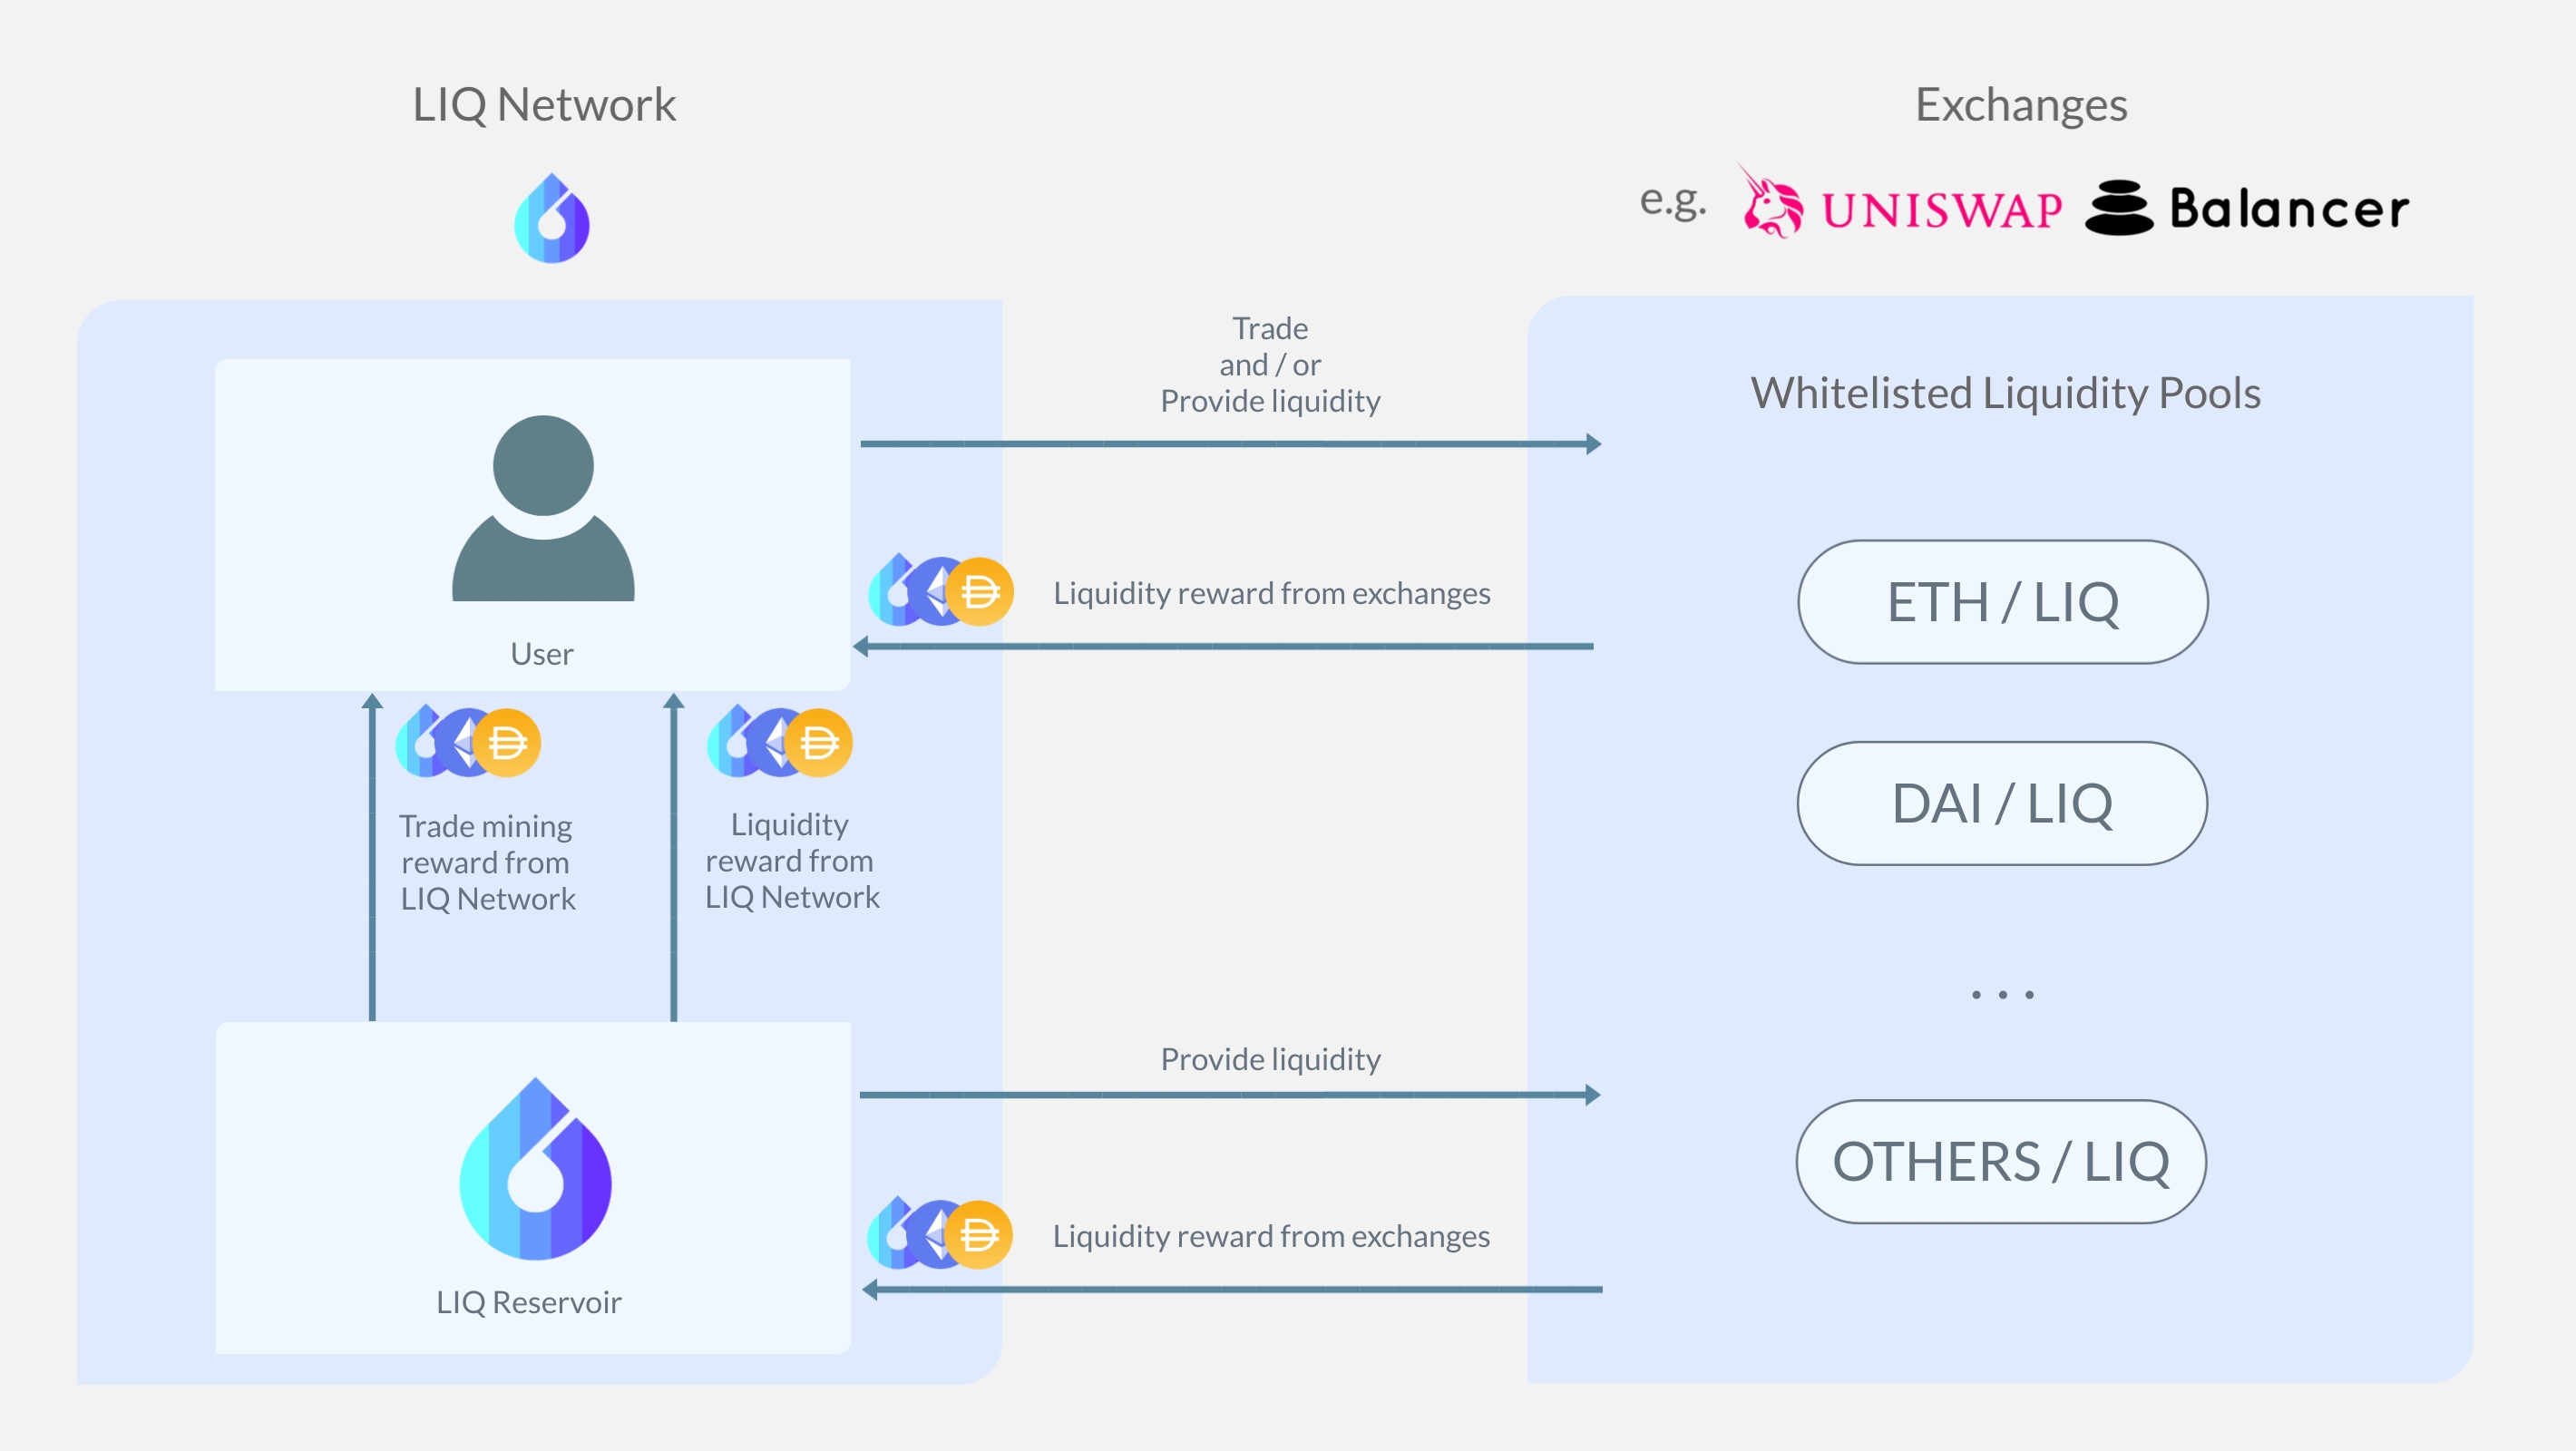 LIQ Network
Exchanges
e.g.
UNISWAP
Balancer
Trade
and / or
Provide liquidity
Whitelisted Liquidity Pools
User
Liquidity reward from exchanges
ETH / LIQ
DAI / LIQ
Trade mining
reward from
LIQ Network
Liquidity
reward from
LIQ Network
...
Provide liquidity
OTHERS / LIQ
LIQ Reservoir
Liquidity reward from exchanges